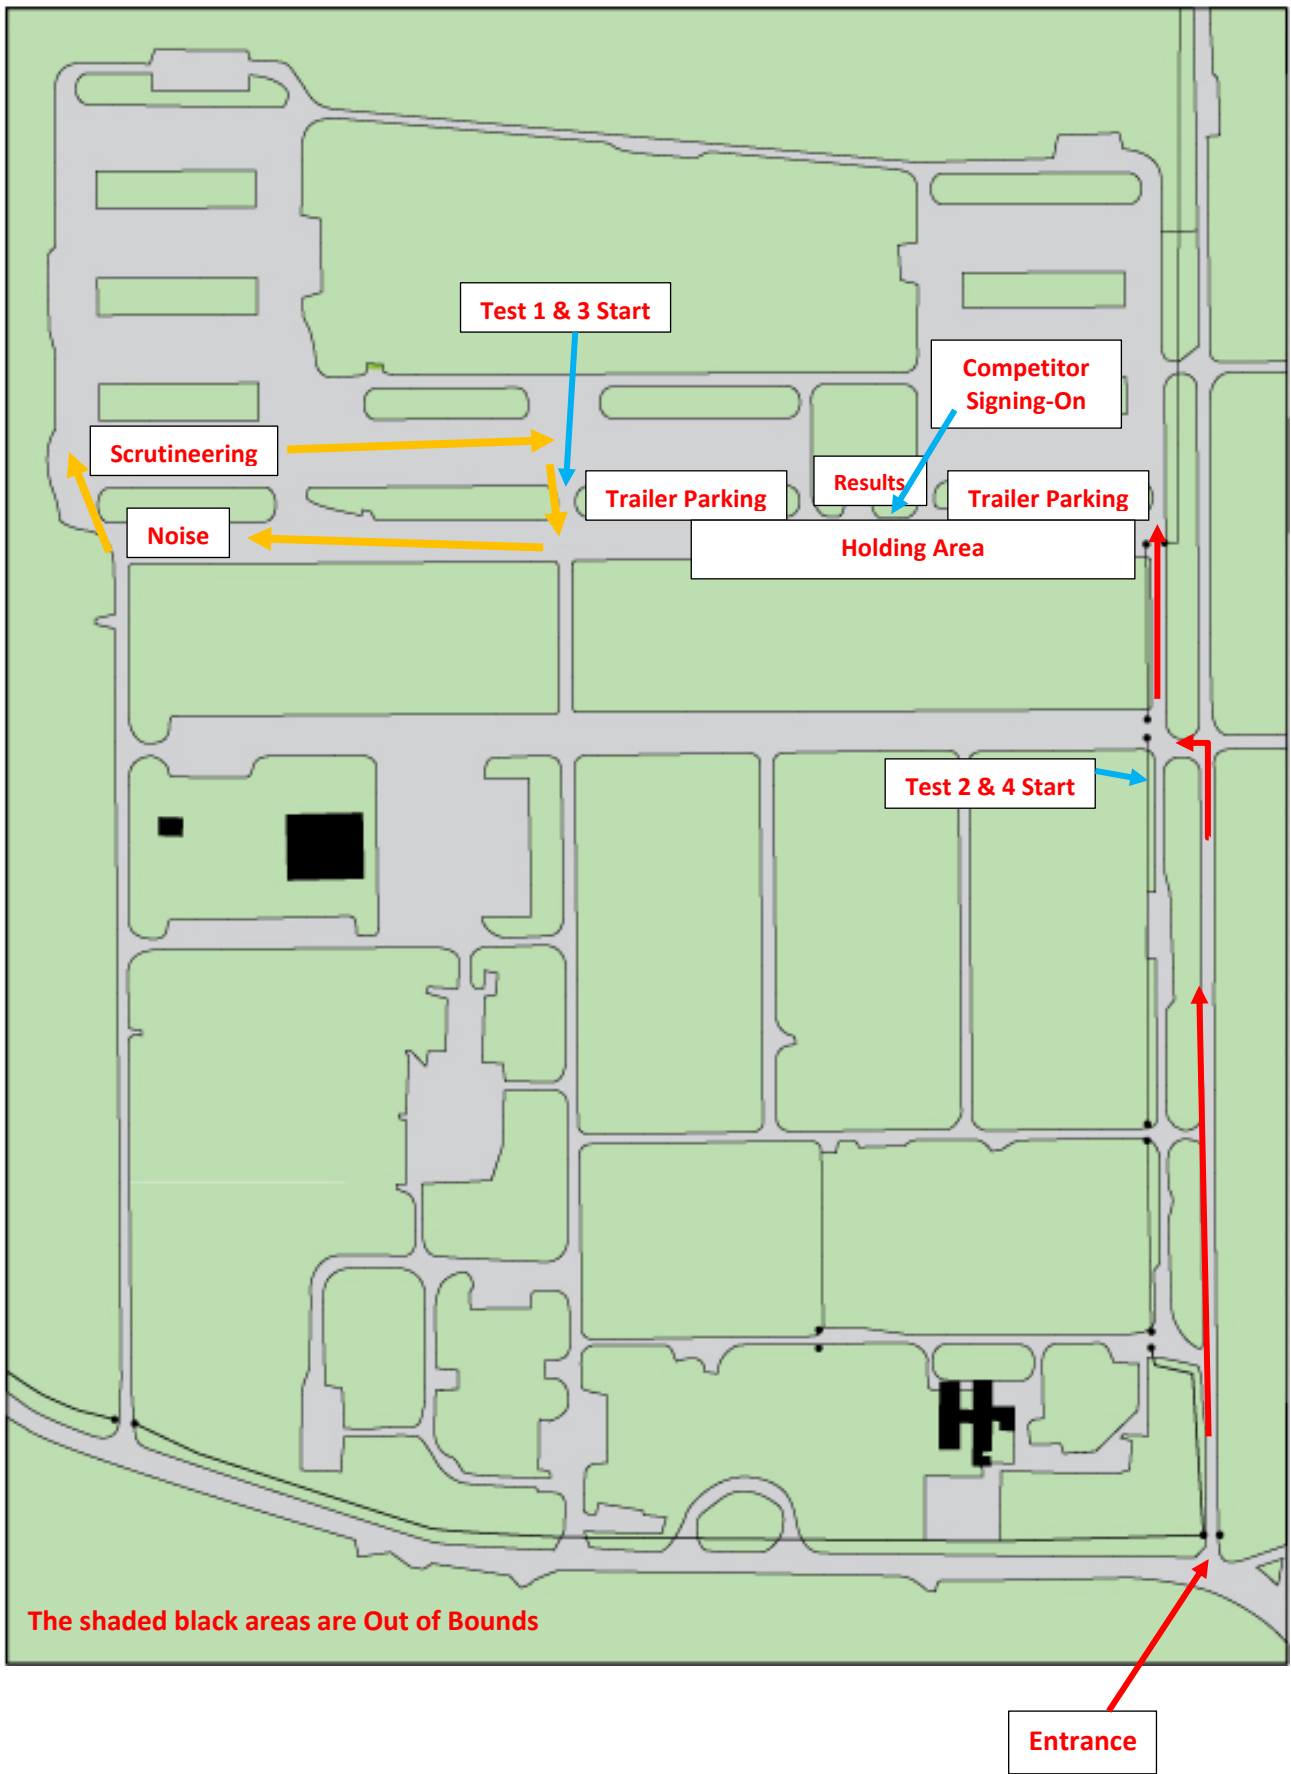 Test 1 & 3 Start
Competitor
Signing-On
Scrutineering
Trailer Parking
Results
Trailer Parking
Noise
Holding Area
Test 2 & 4 Start
The shaded black areas are Out of Bounds
Entrance